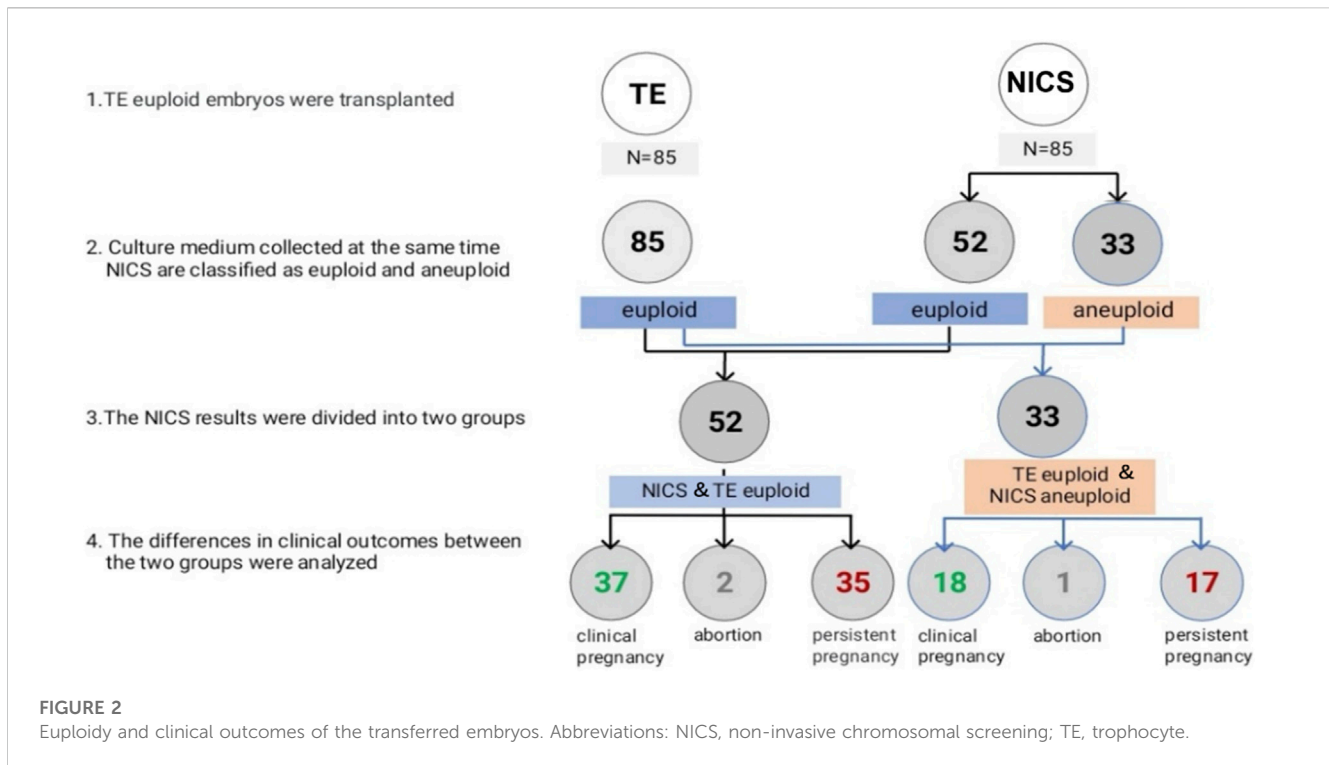 1.TE euploid embryos were transplanted
TE
NICS
N=85
N=85
2. Culture medium collected at the same time
NICS are classified as euploid and aneuploid
85
52
33
euploid
euploid
aneuploid
3.The NICS results were divided into two groups
52
33
NICS & TE euploid
TE euploid &
NICS aneuploid
4. The differences in clinical outcomes between
the two groups were analyzed
37
2
35
18
1
17
clinical
pregnancy
abortion
persistent
pregnancy
clinical
pregnancy
abortion
persistent
pregnancy
FIGURE 2
Euploidy and clinical outcomes of the transferred embryos. Abbreviations: NICS, non-invasive chromosomal screening; TE, trophocyte.